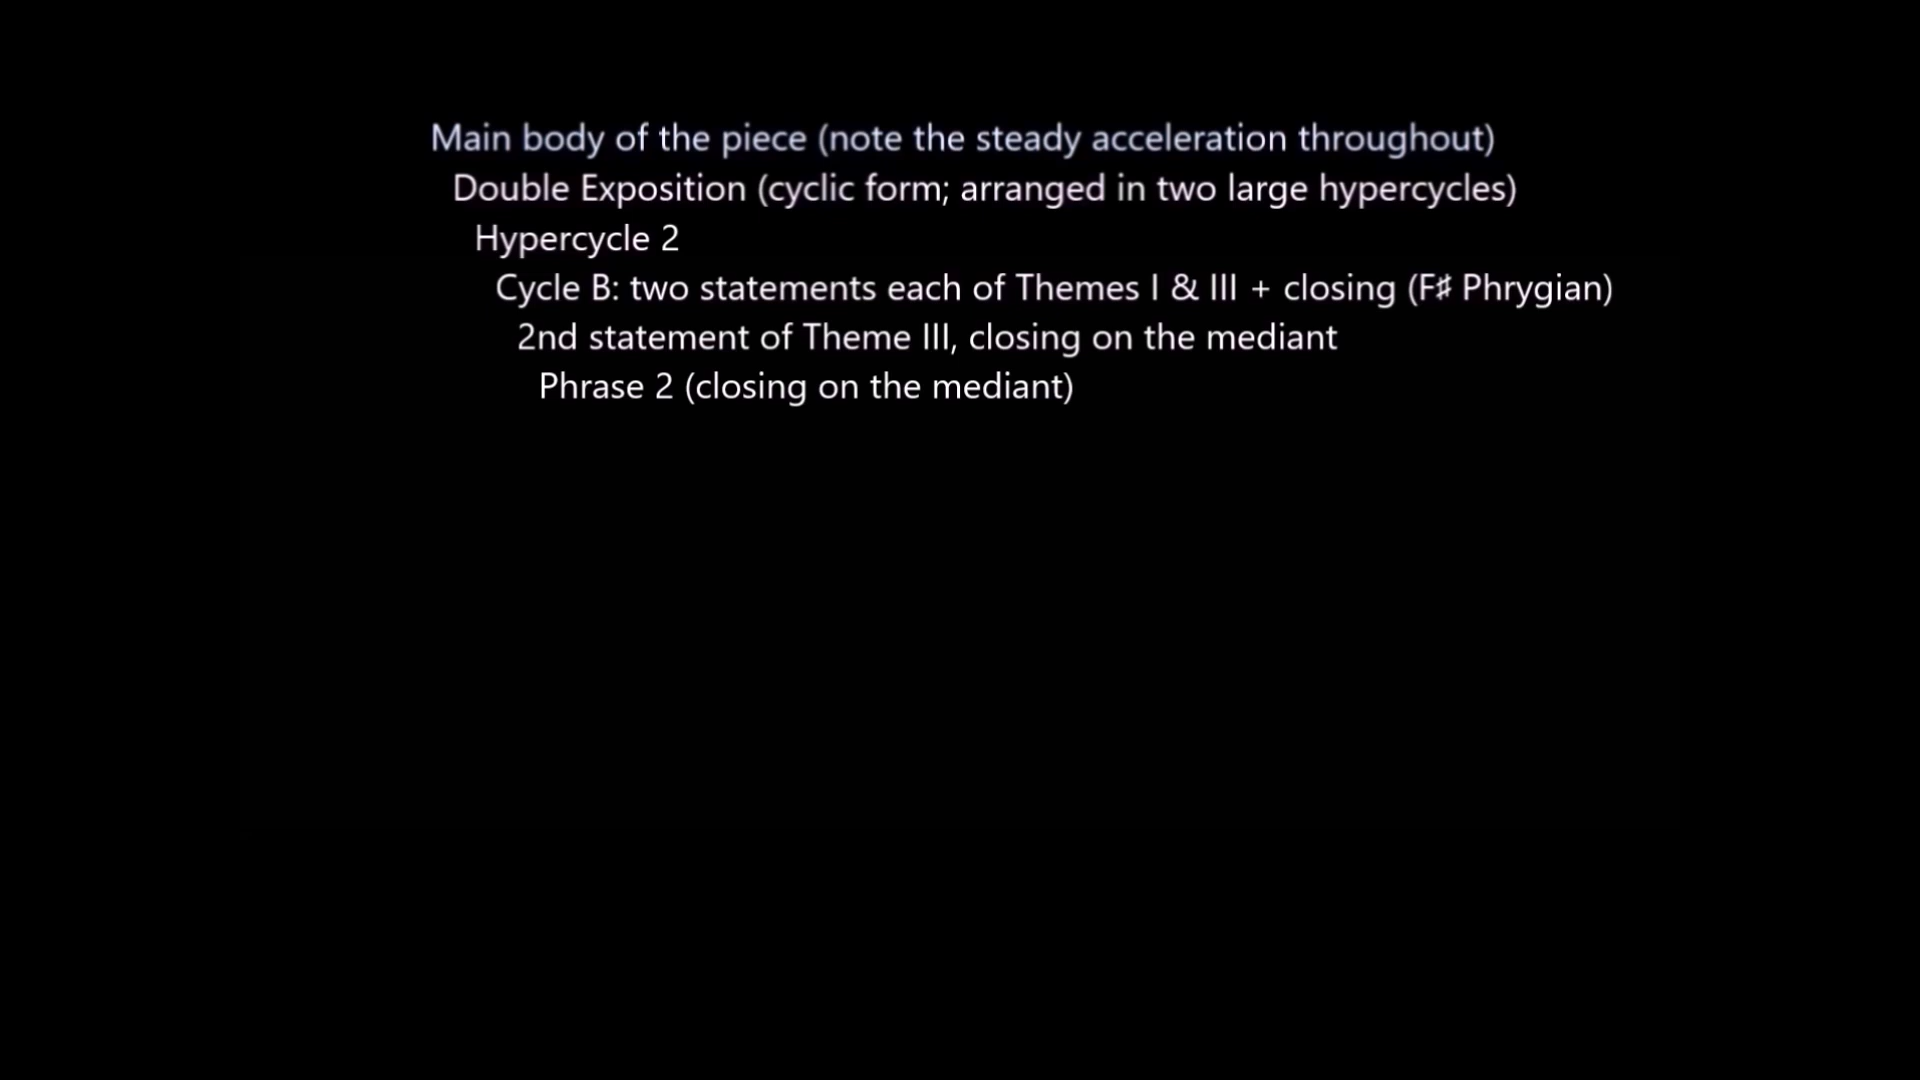 Main body of the piece (note the steady acceleration throughout)
Double Exposition (cyclic form; arranged in two large hypercycles)
Hypercycle 2
Cycle B: two statements each of Themes I & III + closing (F♯ Phrygian)
2nd statement of Theme III, closing on the mediant
Phrase 2 (closing on the mediant)